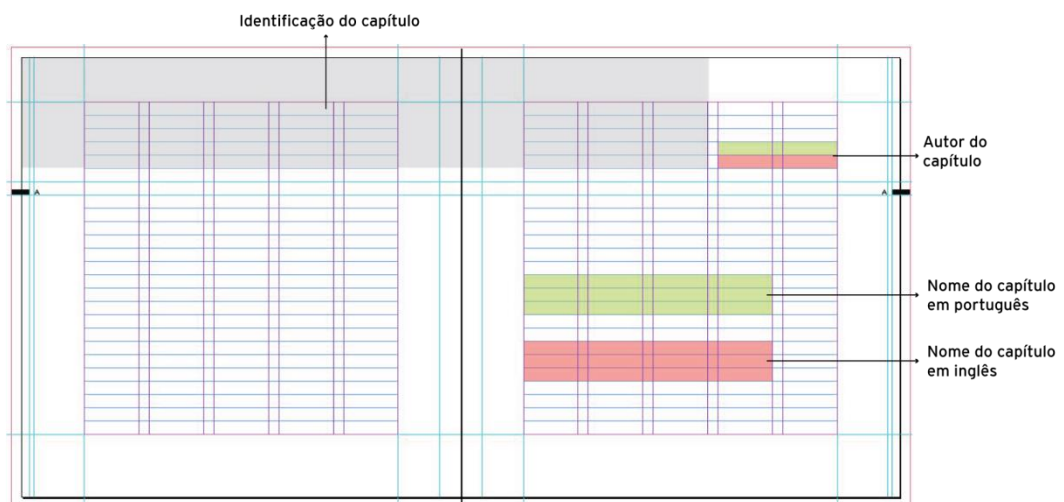 Identificação do capítulo
Autor do
capítulo
A
A
Nome do capítulo
em português
Nome do capítulo
em inglês